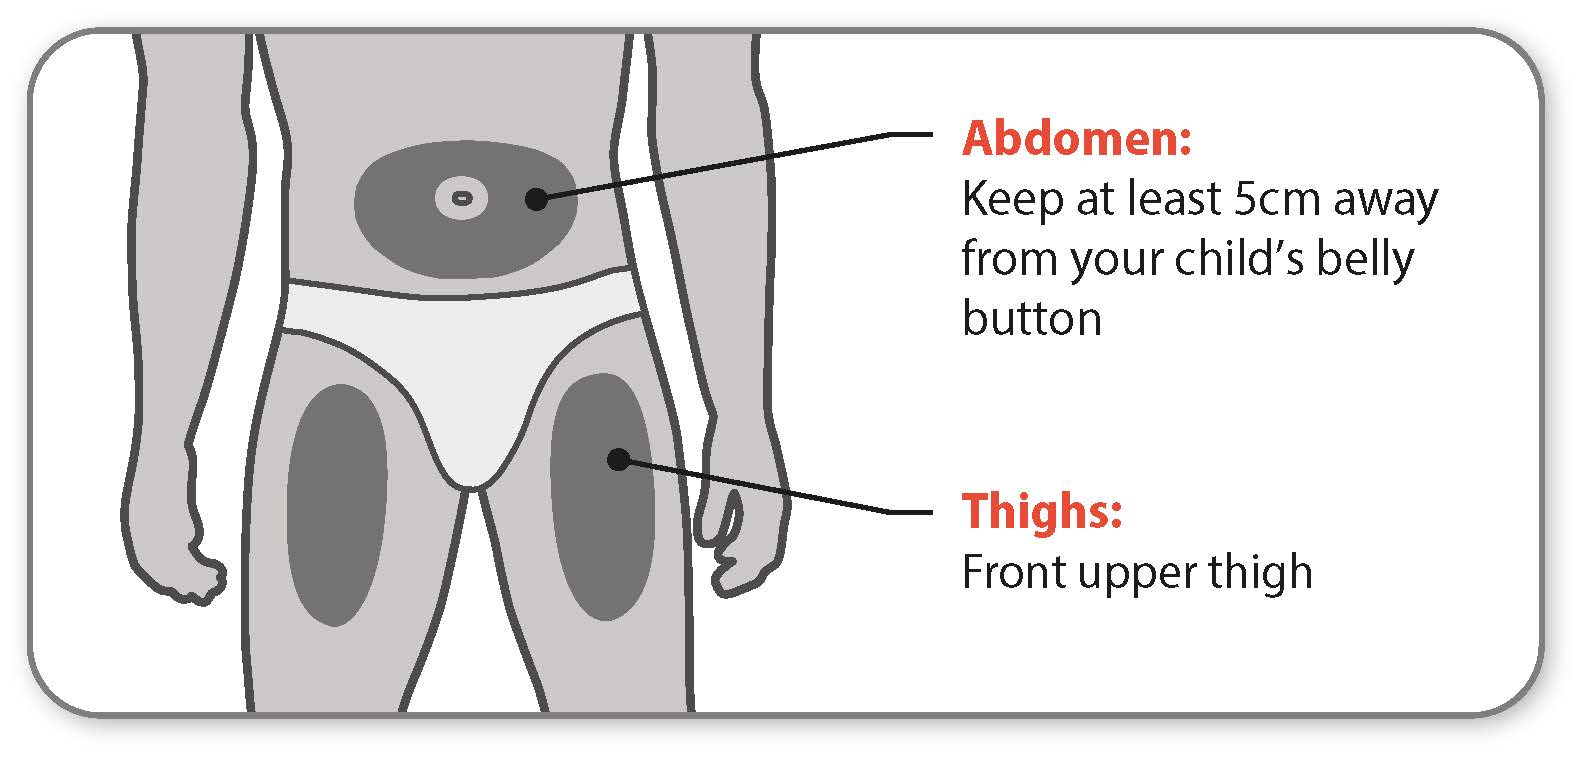 Abdomen:
Keep at least 5cm away
from your child’s belly
button
Thighs:
Front upper thigh